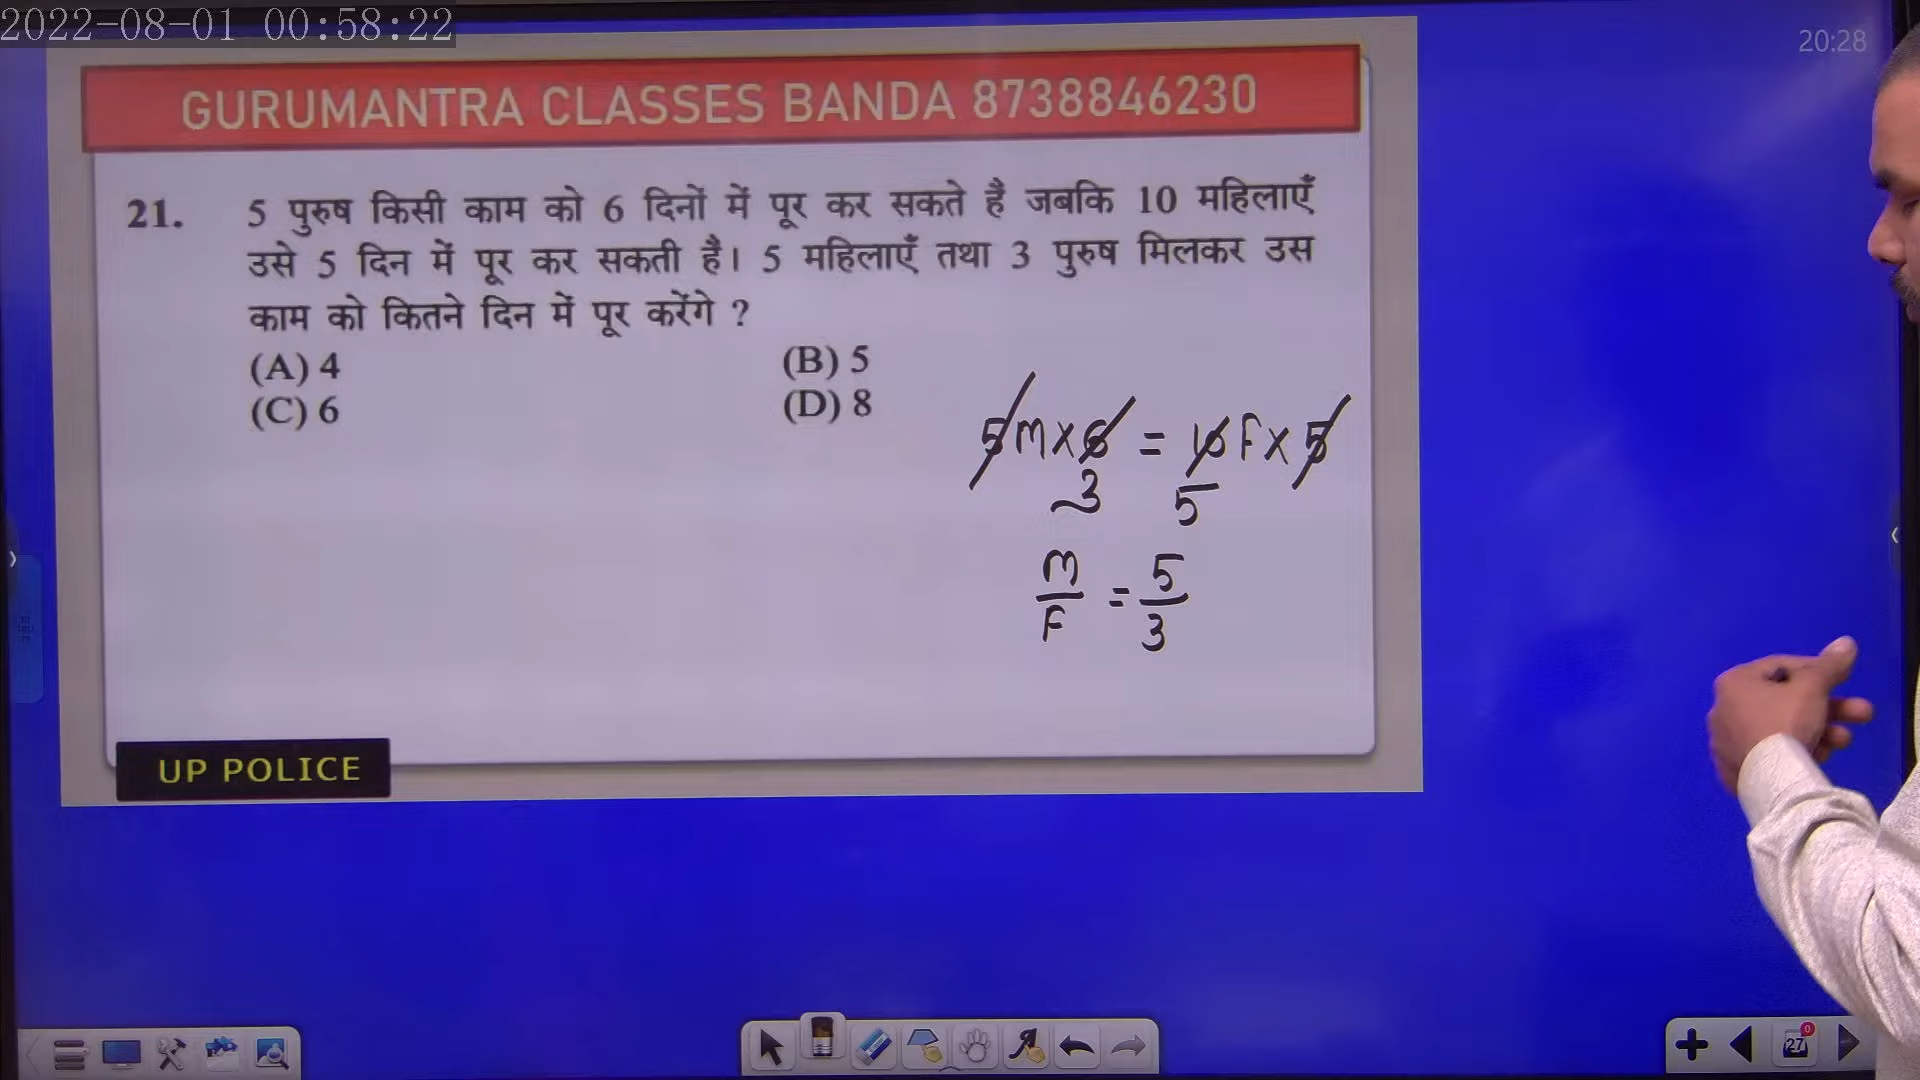 2022-08-01 00:58:22
20:28
GURUMANTRA CLASSES BANDA 8738846230
21. 5 पुरुष किसी काम को 6 दिनों में पूर कर सकते हैं जबकि 10 महिलाएँ
उसे 5 दिन में पूर कर सकती हैं। 5 महिलाएँ तथा 3 पुरुष मिलकर उस
काम को कितने दिन में पूर करेंगे ?
(A) 4 (B) 5
(C) 6 (D) 8
5M×6 = 10F×5
3 5
M/F = 5/3
UP POLICE
27
0